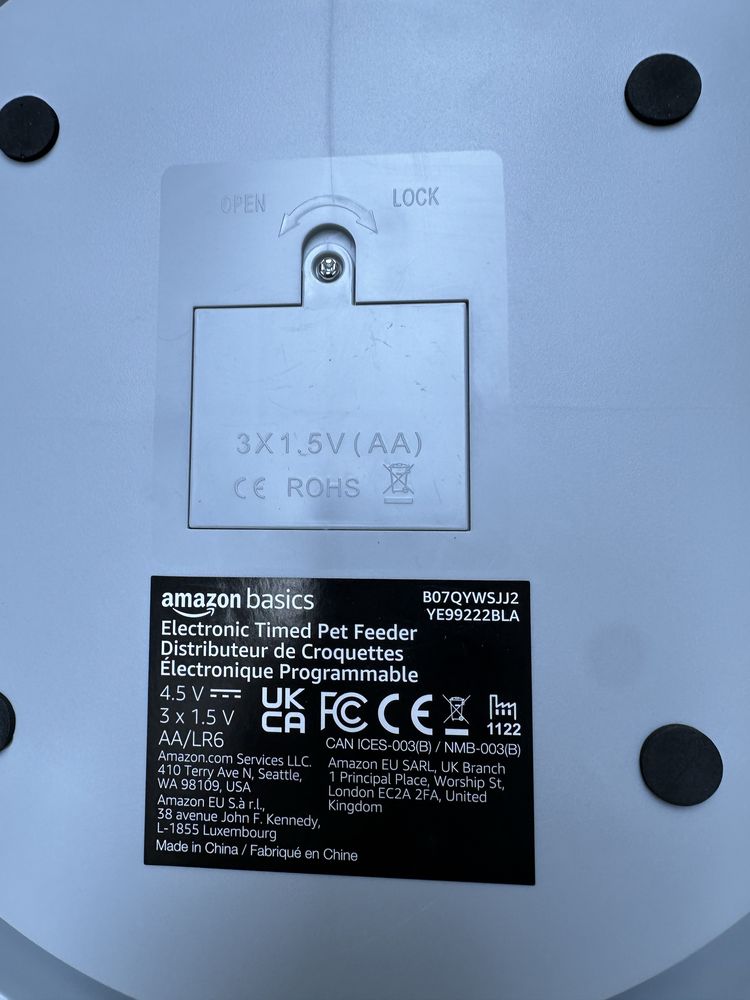 OPEN LOCK
3X1.5V(AA)
CE ROHS
amazon basics
B07QYWSJJ2
YE99222BLA
Electronic Timed Pet Feeder
Distributeur de Croquettes
Électronique Programmable
4.5 V
3 x 1.5 V
AA/LR6
UK
CA
FC CE
1122
CAN ICES-003(B) / NMB-003(B)
Amazon.com Services LLC.
410 Terry Ave N, Seattle,
WA 98109, USA
Amazon EU S.à r.l.,
38 avenue John F. Kennedy,
L-1855 Luxembourg
Amazon EU SARL, UK Branch
1 Principal Place, Worship St,
London EC2A 2FA, United
Kingdom
Made in China / Fabriqué en Chine